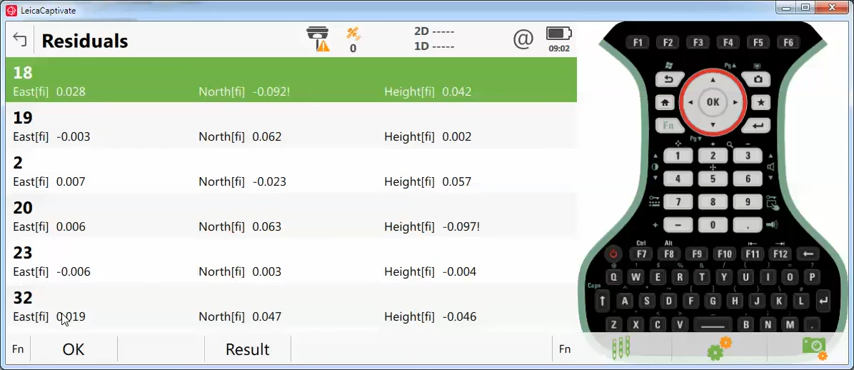 LeicaCaptivate
Residuals
0
2D -----
1D -----
@
09:02
18
East[fi] 0.028 North[fi] -0.092! Height[fi] 0.042
19
East[fi] -0.003 North[fi] 0.062 Height[fi] 0.002
2
East[fi] 0.007 North[fi] -0.023 Height[fi] 0.057
20
East[fi] 0.006 North[fi] 0.063 Height[fi] -0.097!
23
East[fi] -0.006 North[fi] 0.003 Height[fi] -0.004
32
East[fi] 0.019 North[fi] 0.047 Height[fi] -0.046
Fn OK Result Fn
F1 F2 F3 F4 F5 F6
Pg▲
OK
Fn
Pg▼
1 2 3
4 5 6
7 8 9
+ − 0 .
Ctrl Alt
F7 F8 F9 F10 F11 F12
Q W E R T Y U I O P
Caps
A S D F G H J K L
Z X C V B N M